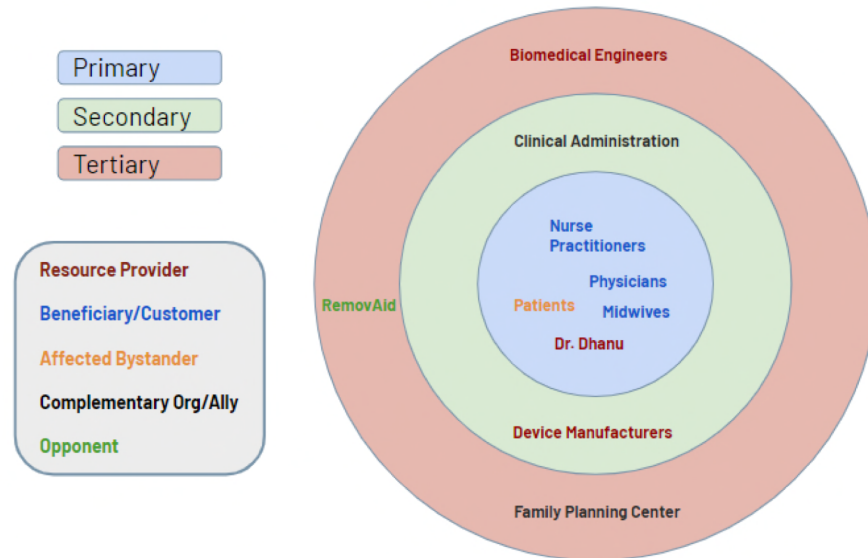 Primary
Secondary
Tertiary
Resource Provider
Beneficiary/Customer
Affected Bystander
Complementary Org/Ally
Opponent
Biomedical Engineers
Clinical Administration
Nurse
Practitioners
Physicians
RemovAid
Patients
Midwives
Dr. Dhanu
Device Manufacturers
Family Planning Center